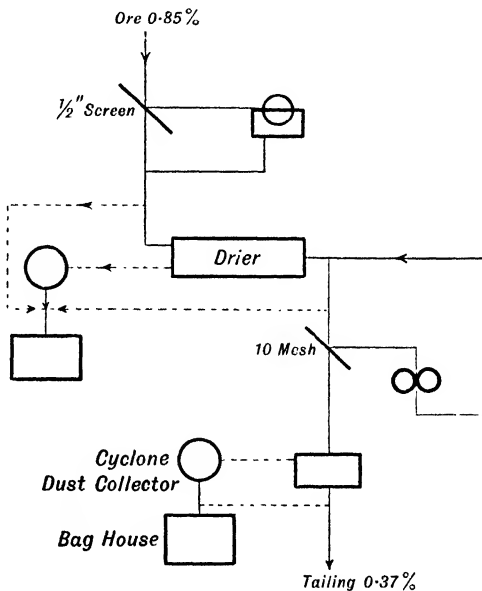 Ore 0·85%
1/2" Screen
Drier
10 Mesh
Cyclone
Dust Collector
Bag House
Tailing 0·37%